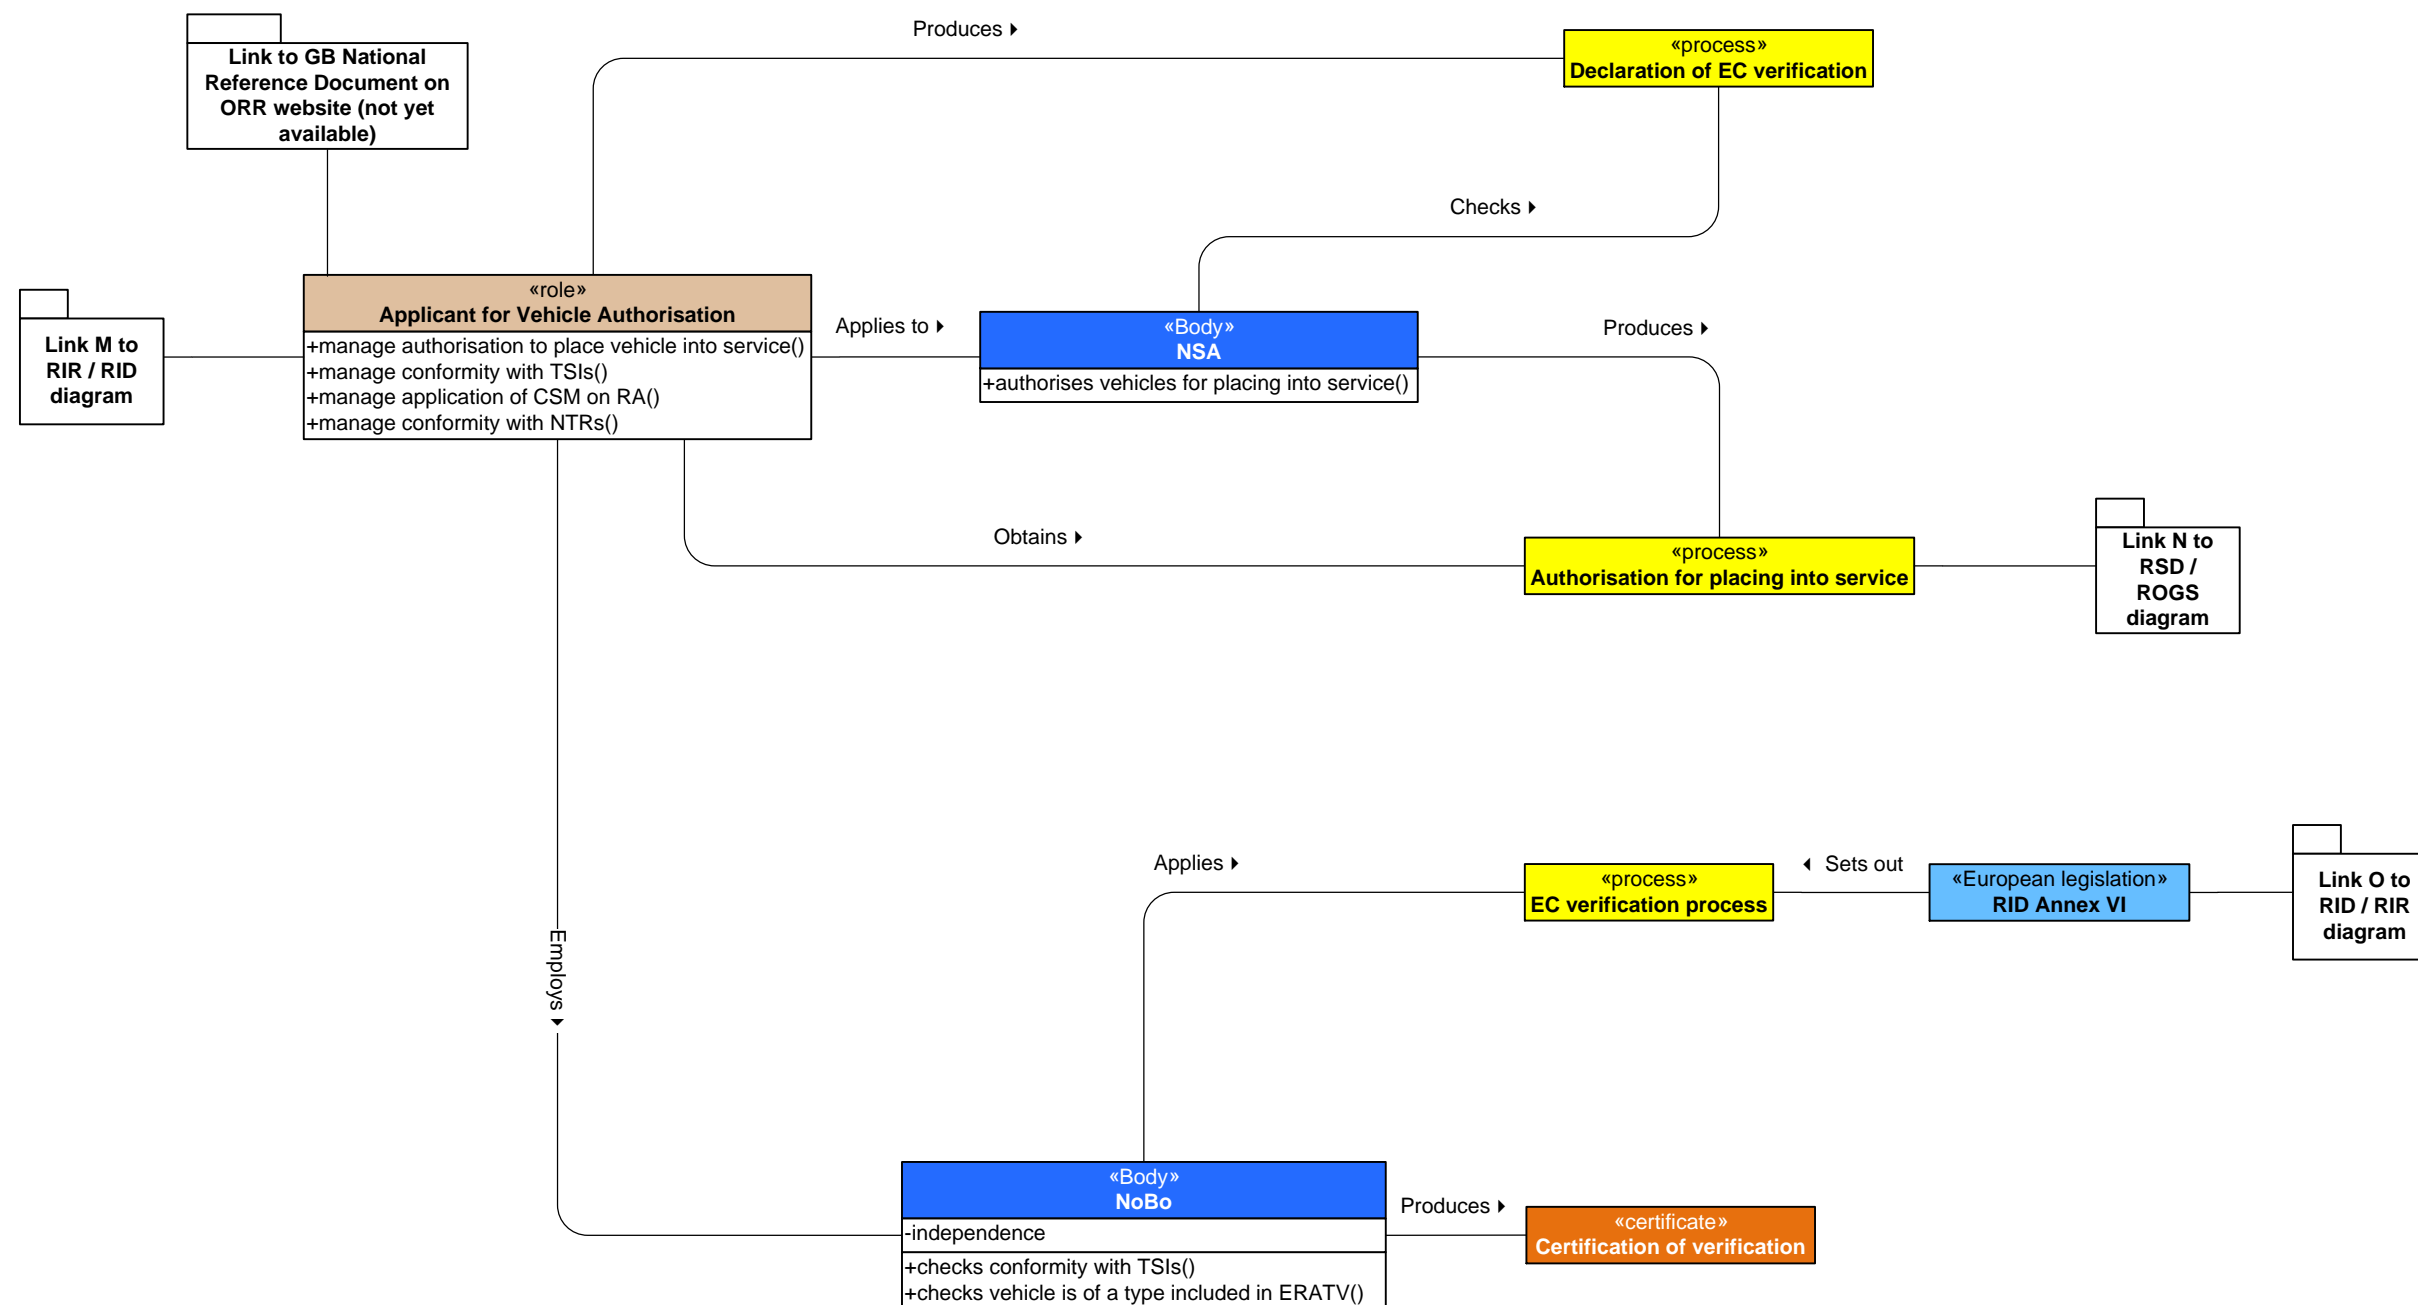 Produces
«process»
Declaration of EC verification
Link to GB National
Reference Document on
ORR website (not yet
available)
Checks
«role»
Applicant for Vehicle Authorisation
+manage authorisation to place vehicle into service()
+manage conformity with TSIs()
+manage application of CSM on RA()
+manage conformity with NTRs()
Link M to
RIR / RID
diagram
Applies to
«Body»
NSA
+authorises vehicles for placing into service()
Produces
Obtains
«process»
Authorisation for placing into service
Link N to
RSD /
ROGS
diagram
Applies
«process»
EC verification process
Sets out
«European legislation»
RID Annex VI
Link O to
RID / RIR
diagram
Employs
«Body»
NoBo
-independence
+checks conformity with TSIs()
+checks vehicle is of a type included in ERATV()
Produces
«certificate»
Certification of verification